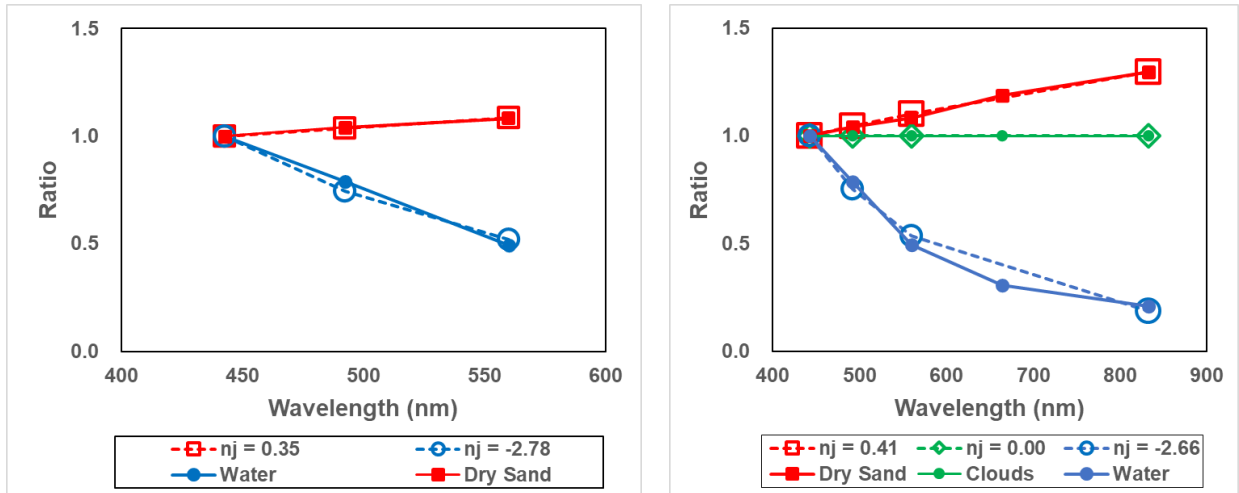 1.5
1.0
0.5
0.0
Ratio
400 450 500 550 600
Wavelength (nm)
nj = 0.35 nj = -2.78
Water Dry Sand
1.5
1.0
0.5
0.0
Ratio
400 500 600 700 800 900
Wavelength (nm)
nj = 0.41 nj = 0.00 nj = -2.66
Dry Sand Clouds Water